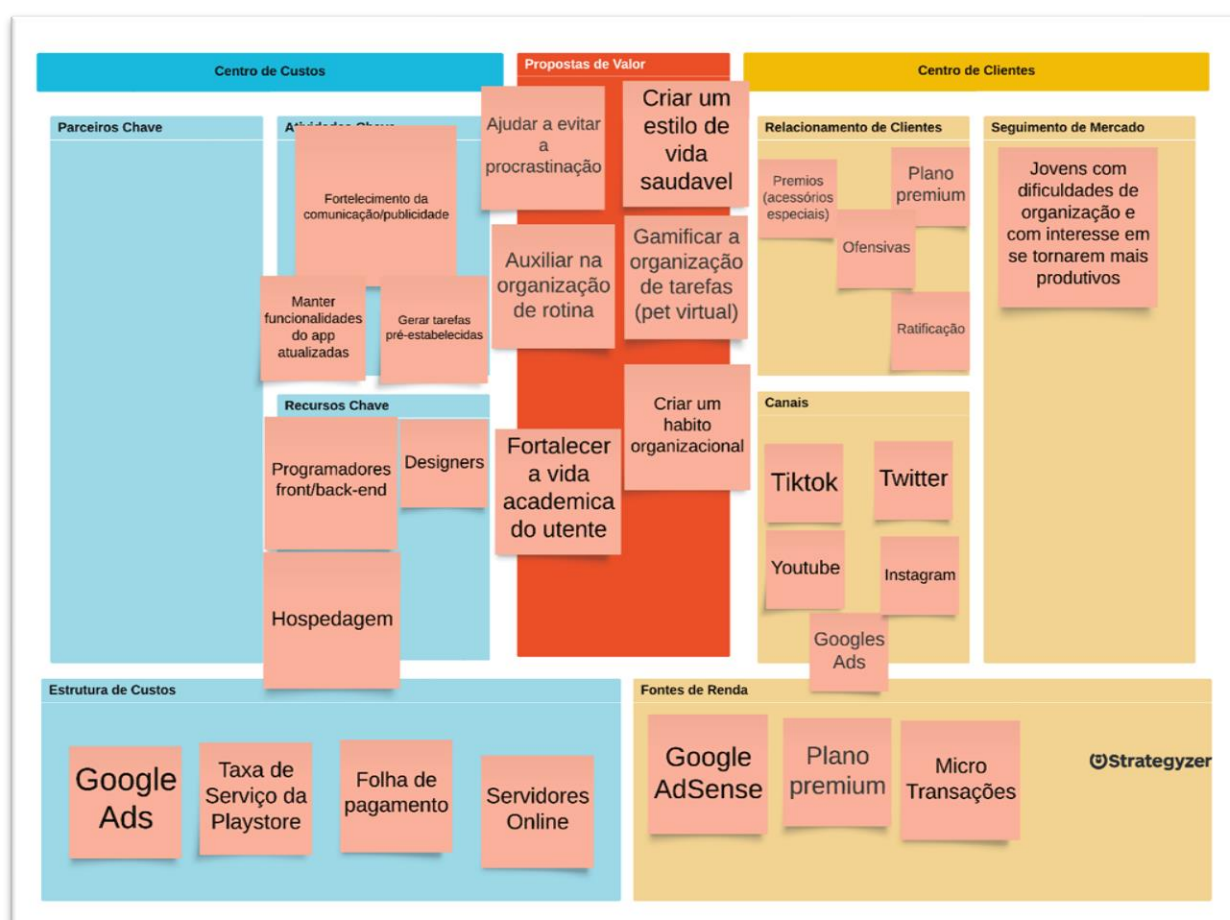 Centro de Custos
Propostas de Valor
Centro de Clientes
Parceiros Chave
Atividades Chave
Fortelecimento da
comunicação/publicidade
Manter
funcionalidades
do app
atualizadas
Gerar tarefas
pré-estabelecidas
Recursos Chave
Programadores
front/back-end
Designers
Hospedagem
Ajudar a evitar
a
procrastinação
Criar um
estilo de
vida
saudavel
Auxiliar na
organização
de rotina
Gamificar a
organização
de tarefas
(pet virtual)
Criar um
habito
organizacional
Fortalecer
a vida
academica
do utente
Relacionamento de Clientes
Premios
(acessórios
especiais)
Plano
premium
Ofensivas
Ratificação
Canais
Tiktok
Twitter
Youtube
Instagram
Googles
Ads
Seguimento de Mercado
Jovens com
dificuldades de
organização e
com interesse em
se tornarem mais
produtivos
Estrutura de Custos
Google
Ads
Taxa de
Serviço da
Playstore
Folha de
pagamento
Servidores
Online
Fontes de Renda
Google
AdSense
Plano
premium
Micro
Transações
Strategyzer